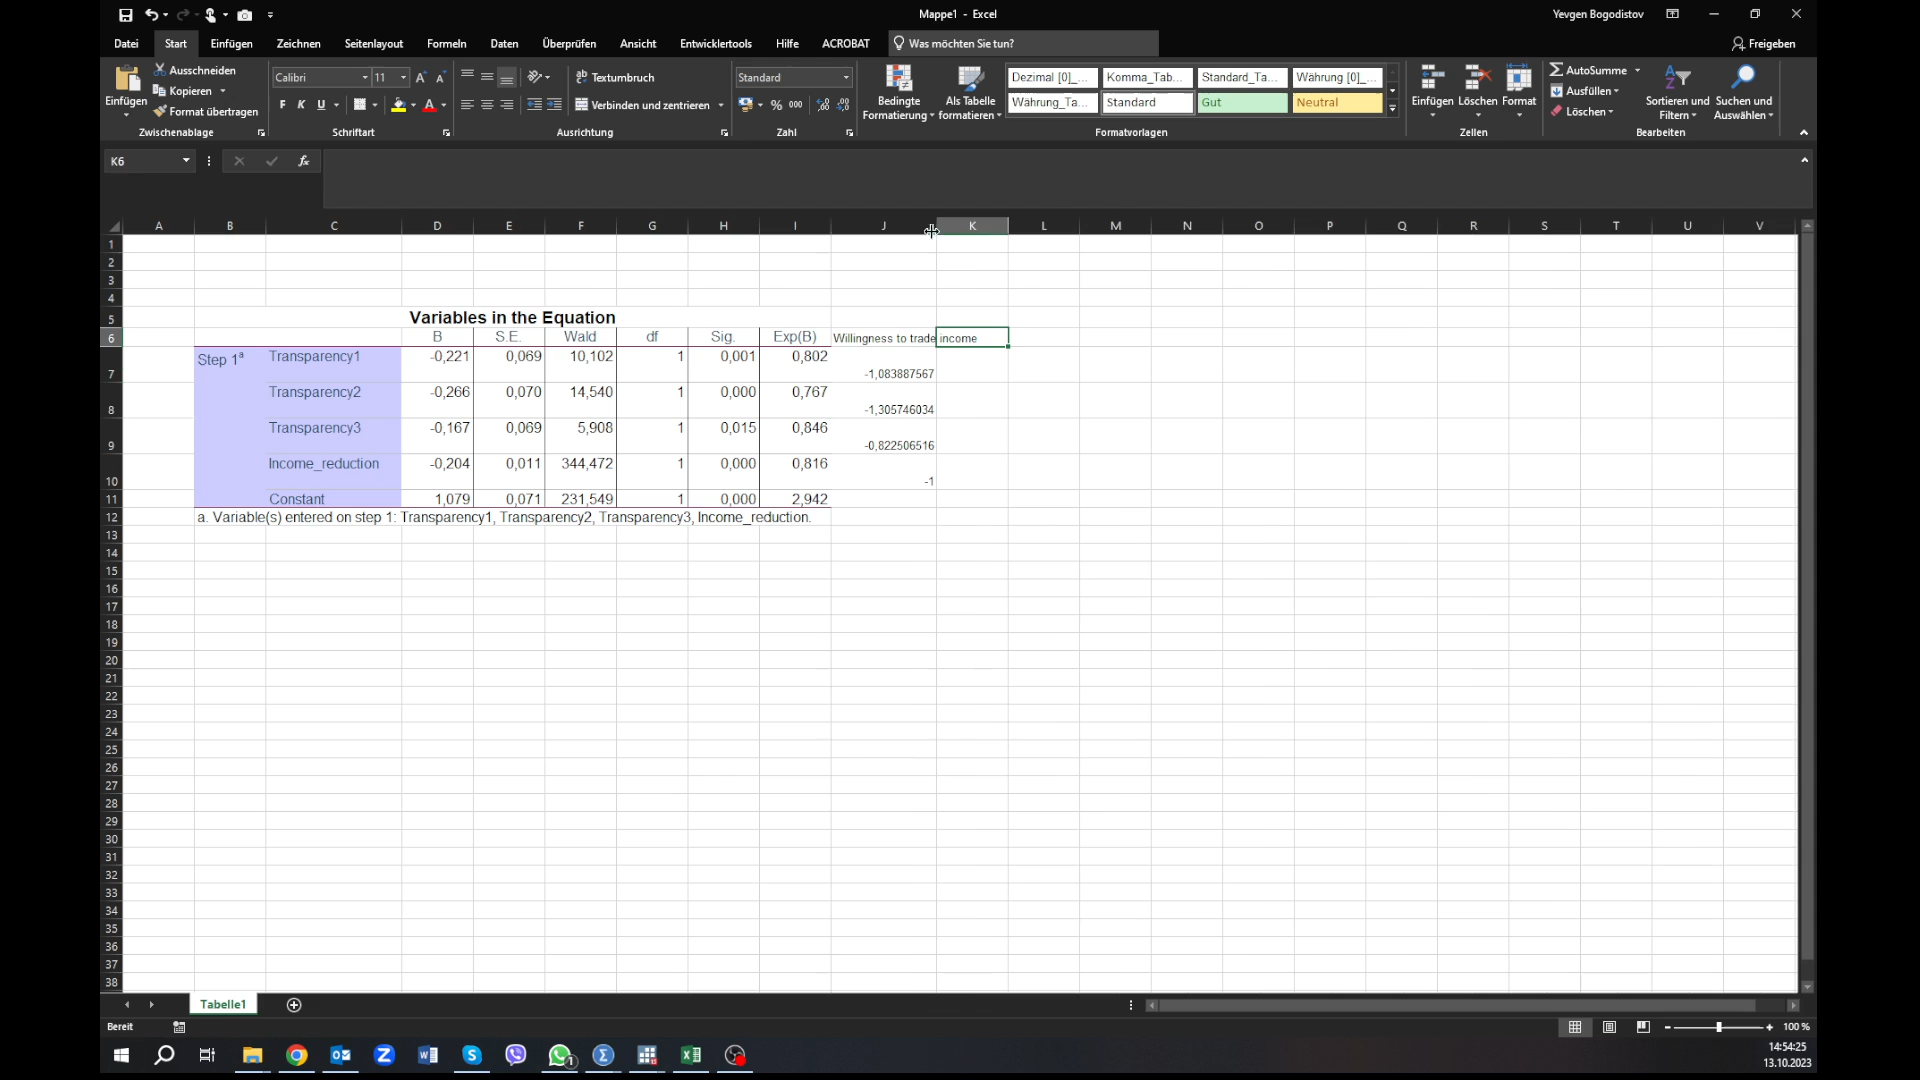 Mappe1 - Excel
Yevgen Bogodistov
Datei Start Einfügen Zeichnen Seitenlayout Formeln Daten Überprüfen Ansicht Entwicklertools Hilfe ACROBAT Was möchten Sie tun? Freigeben
Einfügen
Ausschneiden
Kopieren
Format übertragen
Zwischenablage
Calibri 11
F K U
Schriftart
Textumbruch
Verbinden und zentrieren
Ausrichtung
Standard
% 000
Zahl
Bedingte Formatierung
Als Tabelle formatieren
Dezimal [0]_... Komma_Tab... Standard_Ta... Währung [0]_...
Währung_Ta... Standard Gut Neutral
Formatvorlagen
Einfügen Löschen Format
Zellen
AutoSumme
Ausfüllen
Löschen
Sortieren und Filtern
Suchen und Auswählen
Bearbeiten
K6 fx
A B C D E F G H I J K L M N O P Q R S T U V
1
2
3
4
5 Variables in the Equation
6 B S.E. Wald df Sig. Exp(B) Willingness to trade income
7 Step 1a Transparency1 -0,221 0,069 10,102 1 0,001 0,802 -1,083887567
8 Transparency2 -0,266 0,070 14,540 1 0,000 0,767 -1,305746034
9 Transparency3 -0,167 0,069 5,908 1 0,015 0,846 -0,822506516
10 Income_reduction -0,204 0,011 344,472 1 0,000 0,816 -1
11 Constant 1,079 0,071 231,549 1 0,000 2,942
12 a. Variable(s) entered on step 1: Transparency1, Transparency2, Transparency3, Income_reduction.
13
14
15
16
17
18
19
20
21
22
23
24
25
26
27
28
29
30
31
32
33
34
35
36
37
38
Tabelle1
Bereit
100 %
14:54:25
13.10.2023